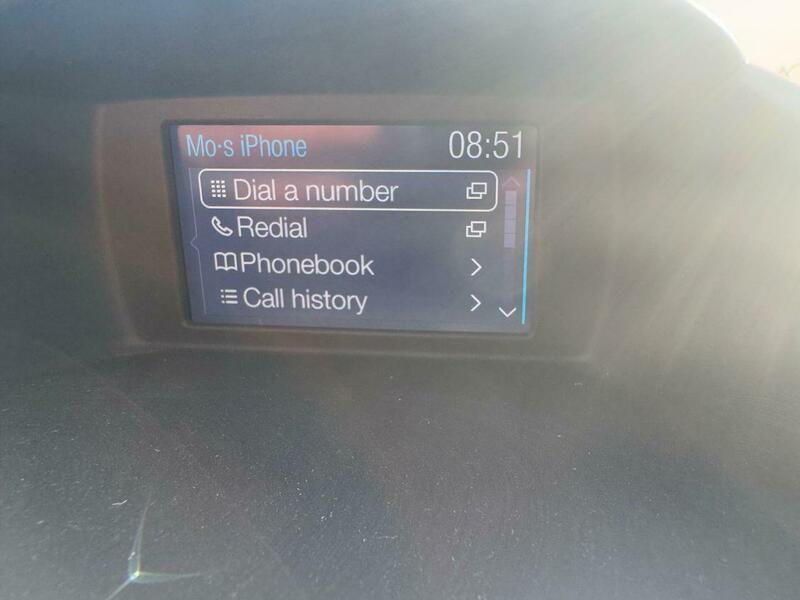 Mo·s iPhone 08:51
Dial a number
Redial
Phonebook
Call history